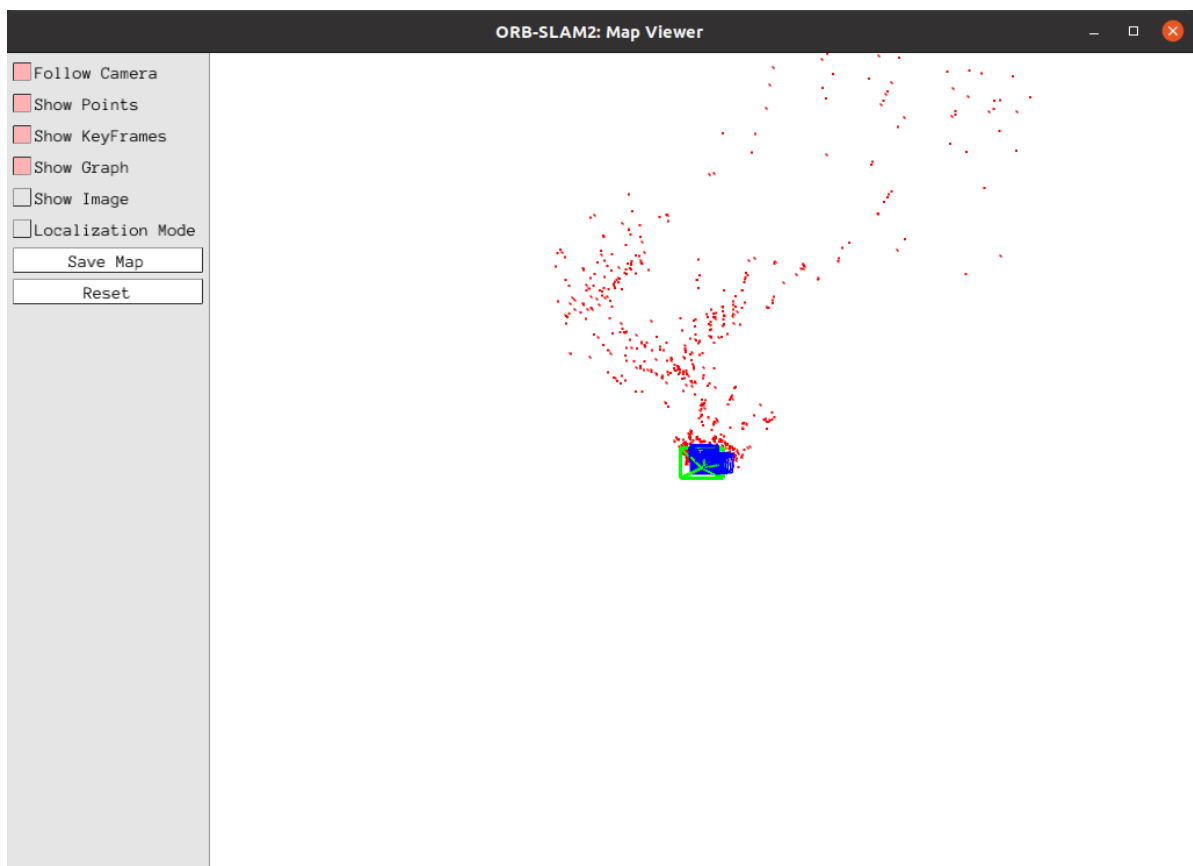 ORB-SLAM2: Map Viewer
Follow Camera
Show Points
Show KeyFrames
Show Graph
Show Image
Localization Mode
Save Map
Reset